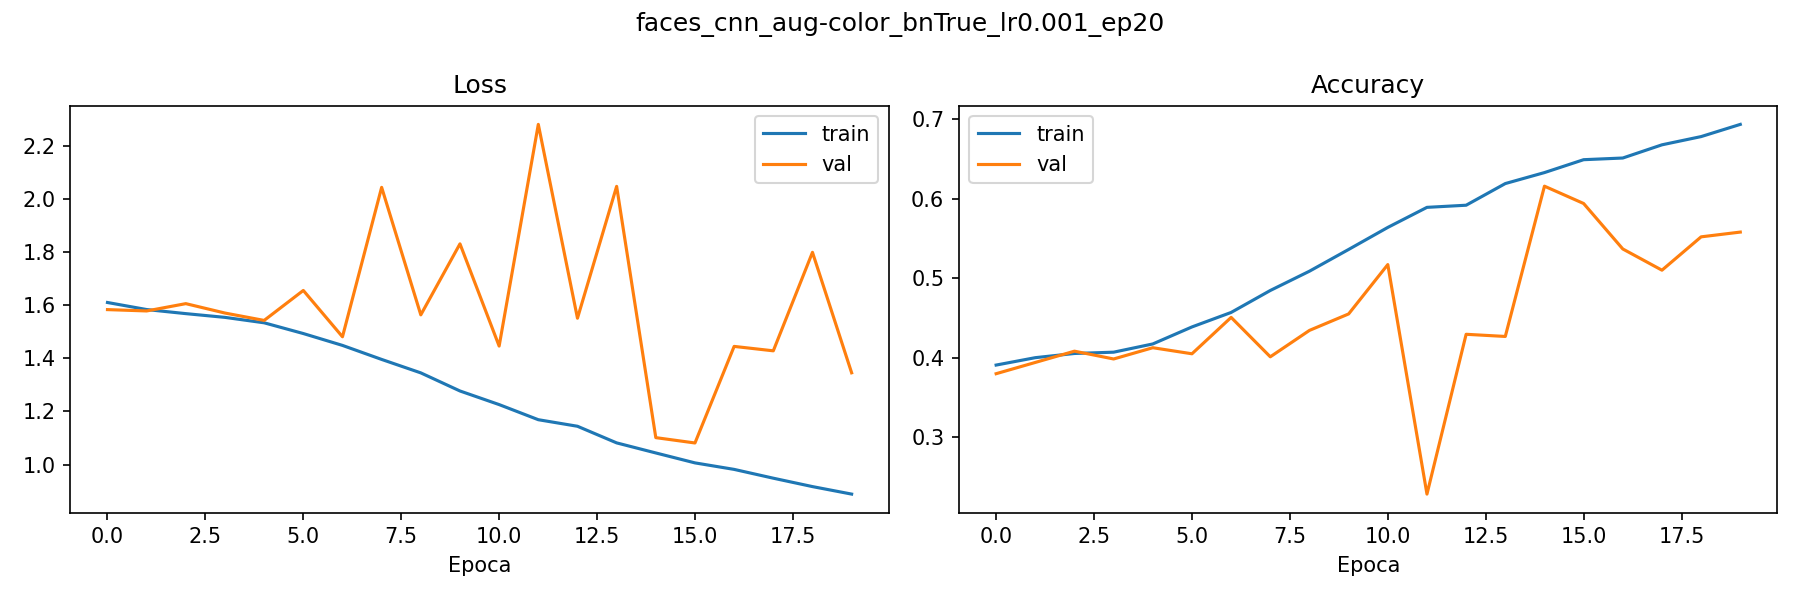 faces_cnn_aug-color_bnTrue_lr0.001_ep20
Loss
2.2
2.0
1.8
1.6
1.4
1.2
1.0
0.0 2.5 5.0 7.5 10.0 12.5 15.0 17.5
Epoca
train
val
Accuracy
0.7
0.6
0.5
0.4
0.3
0.0 2.5 5.0 7.5 10.0 12.5 15.0 17.5
Epoca
train
val